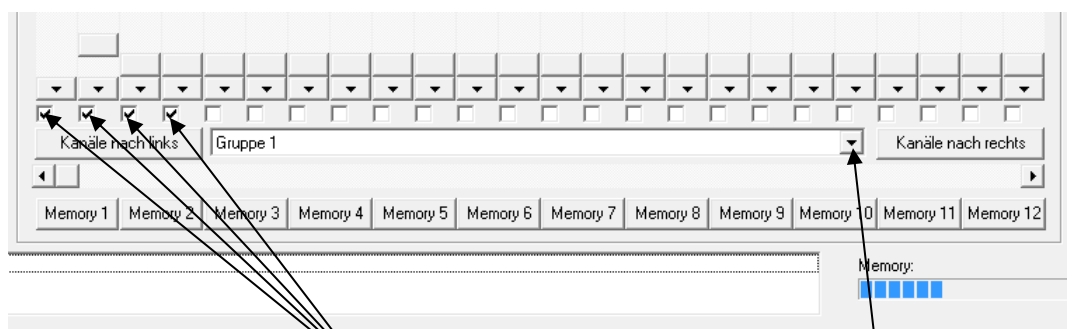 Kanäle nach links Gruppe 1 Kanäle nach rechts
Memory 1 Memory 2 Memory 3 Memory 4 Memory 5 Memory 6 Memory 7 Memory 8 Memory 9 Memory 10 Memory 11 Memory 12
Memory: